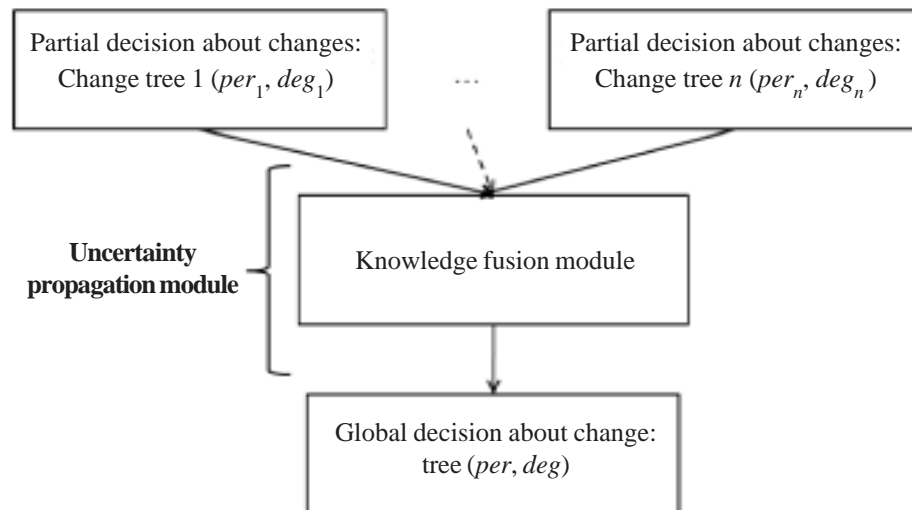 Partial decision about changes:
Change tree 1 (per₁, deg₁)
...
Partial decision about changes:
Change tree n (perₙ, degₙ)
Uncertainty
propagation module
Knowledge fusion module
Global decision about change:
tree (per, deg)